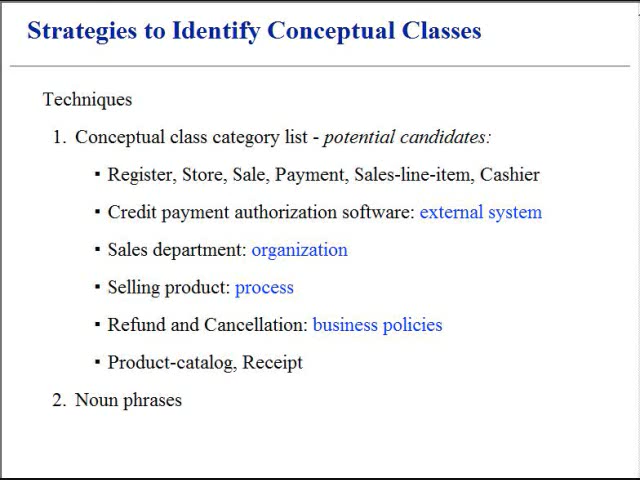 Strategies to Identify Conceptual Classes
Techniques
1. Conceptual class category list - potential candidates:
▪ Register, Store, Sale, Payment, Sales-line-item, Cashier
▪ Credit payment authorization software: external system
▪ Sales department: organization
▪ Selling product: process
▪ Refund and Cancellation: business policies
▪ Product-catalog, Receipt
2. Noun phrases